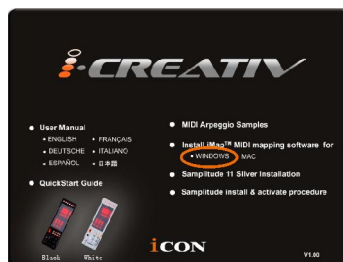 i·CREATIV
User Manual
ENGLISH
FRANÇAIS
DEUTSCHE
ITALIANO
ESPAÑOL
日本語
QuickStart Guide
MIDI Arpeggio Samples
Install iMap™ MIDI mapping software for
WINDOWS
MAC
Samplitude 11 Silver Installation
Samplitude install & activate procedure
Black
White
iCON
V1.00